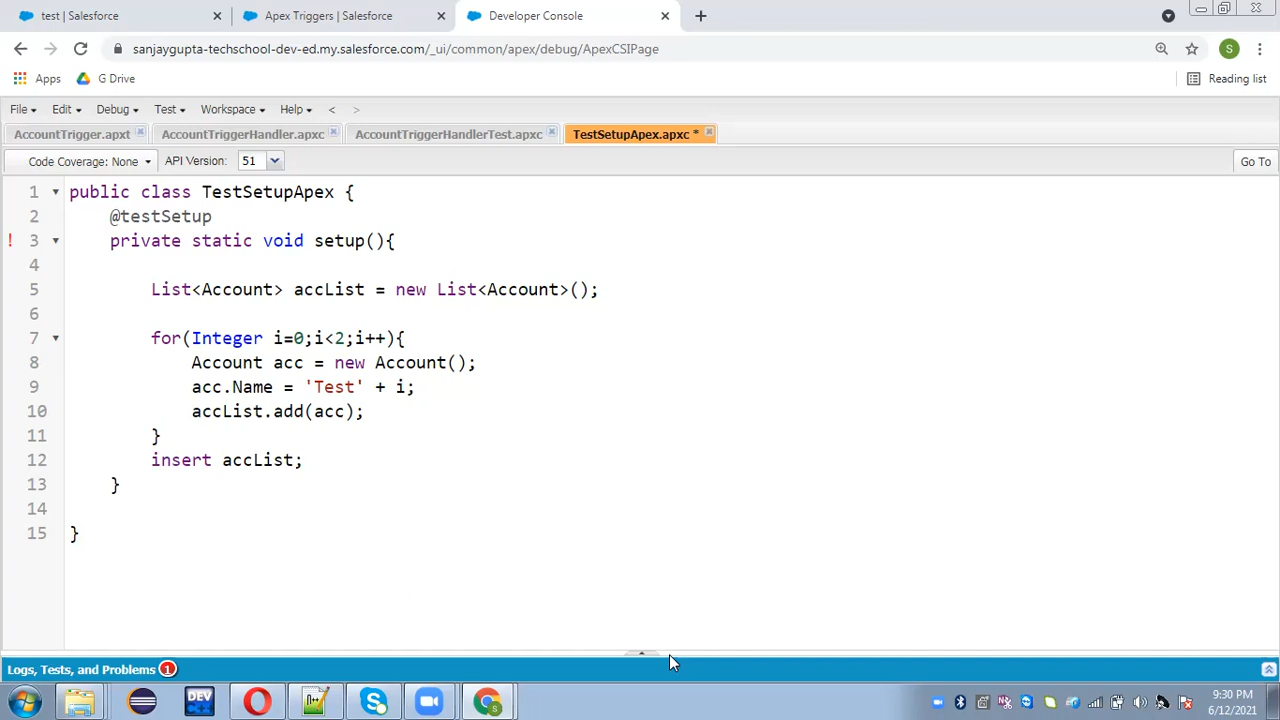 test | Salesforce
Apex Triggers | Salesforce
Developer Console
sanjaygupta-techschool-dev-ed.my.salesforce.com/_ui/common/apex/debug/ApexCSIPage
S
Apps
G Drive
Reading list
File
Edit
Debug
Test
Workspace
Help
<
>
AccountTrigger.apxt
AccountTriggerHandler.apxc
AccountTriggerHandlerTest.apxc
TestSetupApex.apxc *
Code Coverage: None
API Version:
51
Go To
1 public class TestSetupApex {
2 @testSetup
! 3 private static void setup(){
4
5 List<Account> accList = new List<Account>();
6
7 for(Integer i=0;i<2;i++){
8 Account acc = new Account();
9 acc.Name = 'Test' + i;
10 accList.add(acc);
11 }
12 insert accList;
13 }
14
15 }
Logs, Tests, and Problems 1
DEV
9:30 PM
6/12/2021